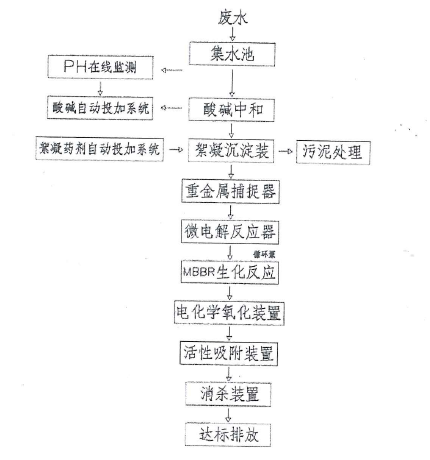 废水
集水池
PH在线监测
酸碱自动投加系统
酸碱中和
絮凝药剂自动投加系统
絮凝沉淀装
污泥处理
重金属捕捉器
微电解反应器
循环泵
MBBR生化反应
电化学氧化装置
活性吸附装置
消杀装置
达标排放